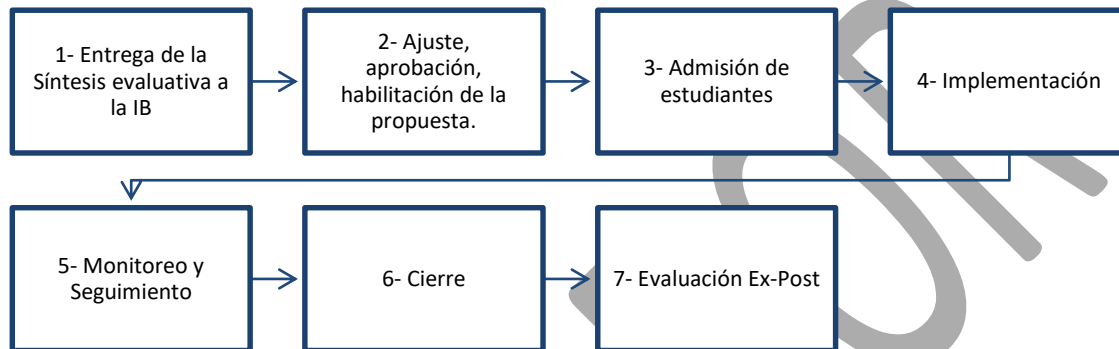 1- Entrega de la
Síntesis evaluativa a
la IB
2- Ajuste,
aprobación,
habilitación de la
propuesta.
3- Admisión de
estudiantes
4- Implementación
5- Monitoreo y
Seguimiento
6- Cierre
7- Evaluación Ex-Post